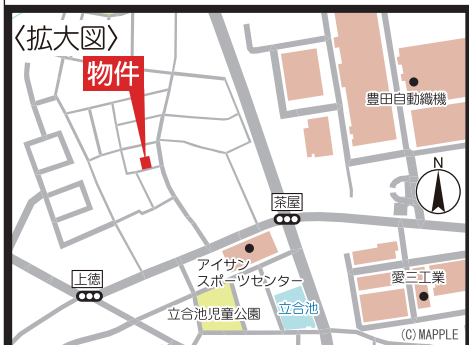 〈拡大図〉
物件
豊田自動織機
N
茶屋
アイサン
スポーツセンター
上徳
愛三工業
立合池児童公園
立合池
(C)MAPPLE